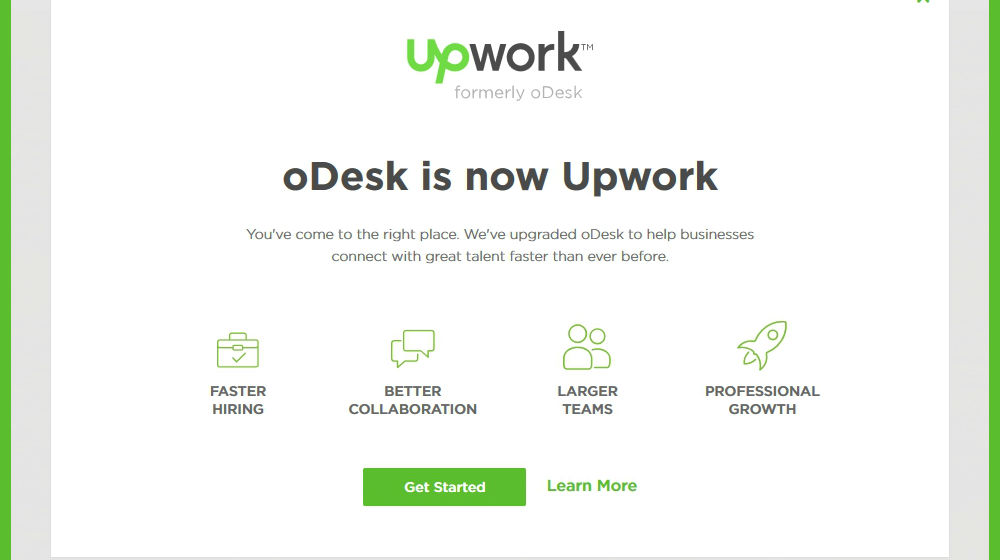 upwork™
formerly oDesk
oDesk is now Upwork
You've come to the right place. We've upgraded oDesk to help businesses
connect with great talent faster than ever before.
FASTER
HIRING
BETTER
COLLABORATION
LARGER
TEAMS
PROFESSIONAL
GROWTH
Get Started
Learn More